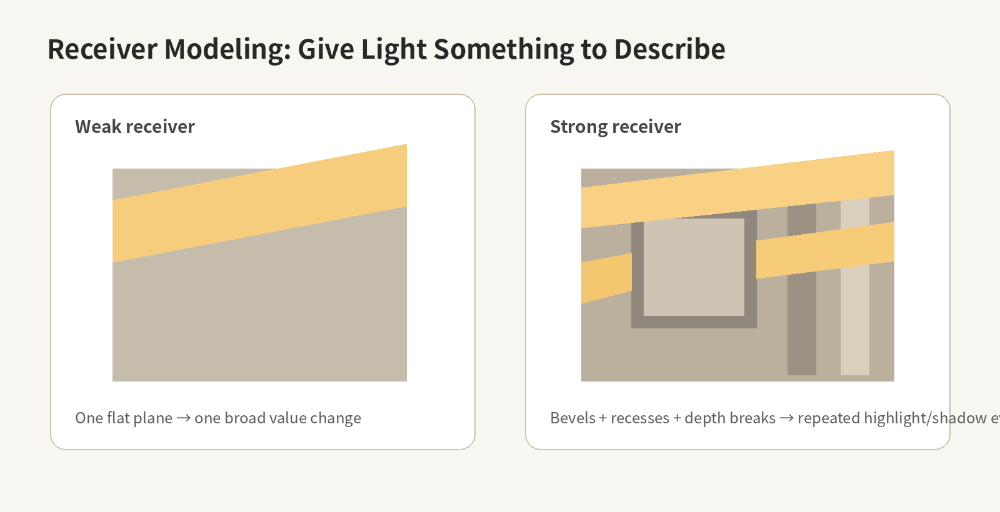 Receiver Modeling: Give Light Something to Describe
Weak receiver
Strong receiver
One flat plane → one broad value change
Bevels + recesses + depth breaks → repeated highlight/shadow